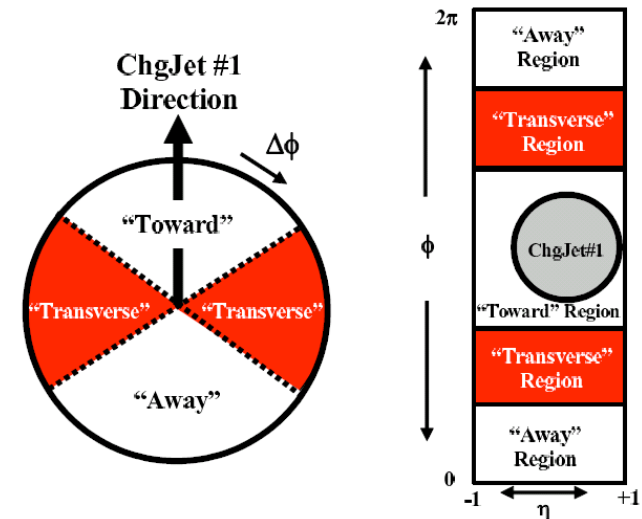 ChgJet #1
Direction
Δϕ
“Toward”
“Transverse”
“Transverse”
“Away”
2π
“Away”
Region
“Transverse”
Region
ϕ
ChgJet#1
“Toward” Region
“Transverse”
Region
“Away”
Region
0
-1
η
+1